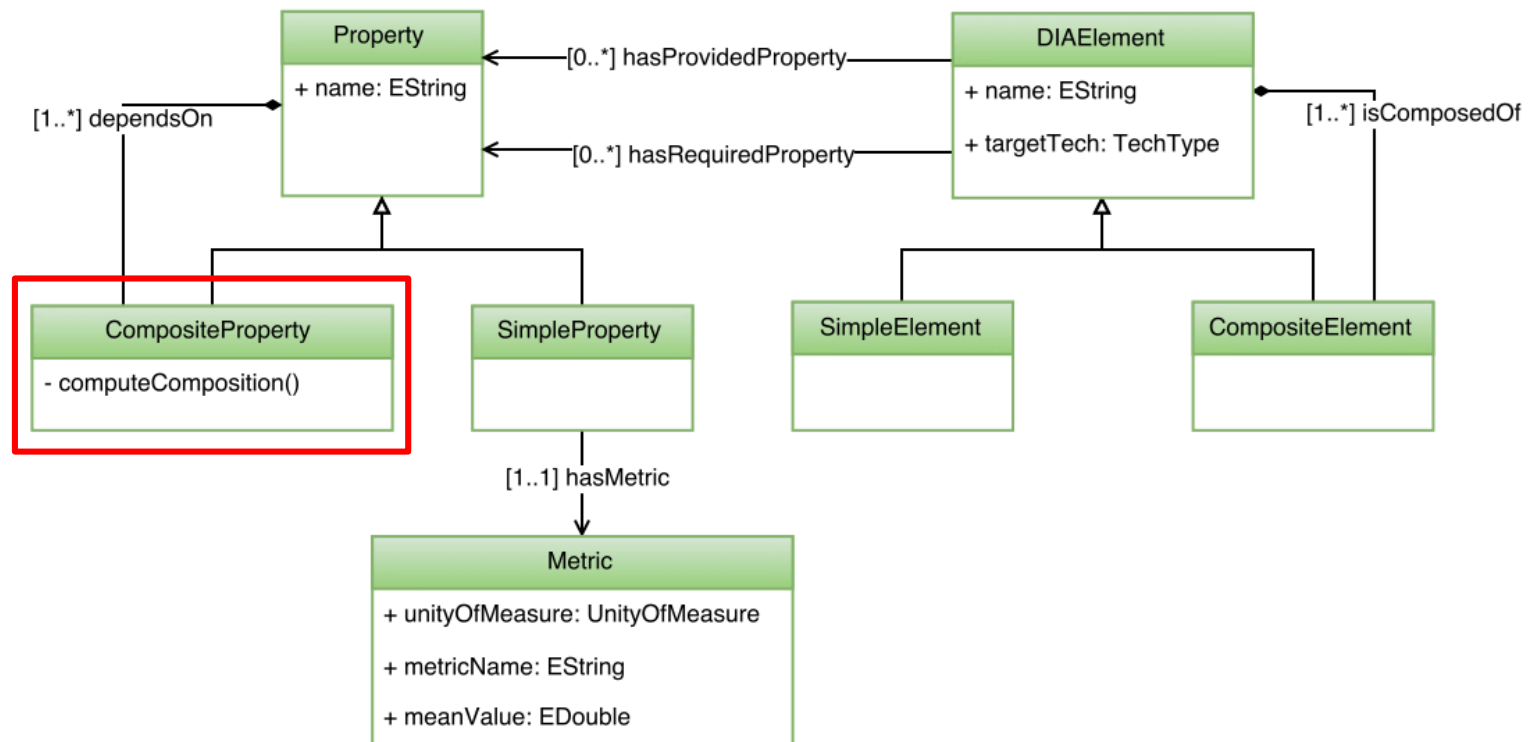 Property
+ name: EString
DIAElement
+ name: EString
+ targetTech: TechType
[0..*] hasProvidedProperty
[0..*] hasRequiredProperty
[1..*] dependsOn
[1..*] isComposedOf
CompositeProperty
- computeComposition()
SimpleProperty
SimpleElement
CompositeElement
[1..1] hasMetric
Metric
+ unityOfMeasure: UnityOfMeasure
+ metricName: EString
+ meanValue: EDouble